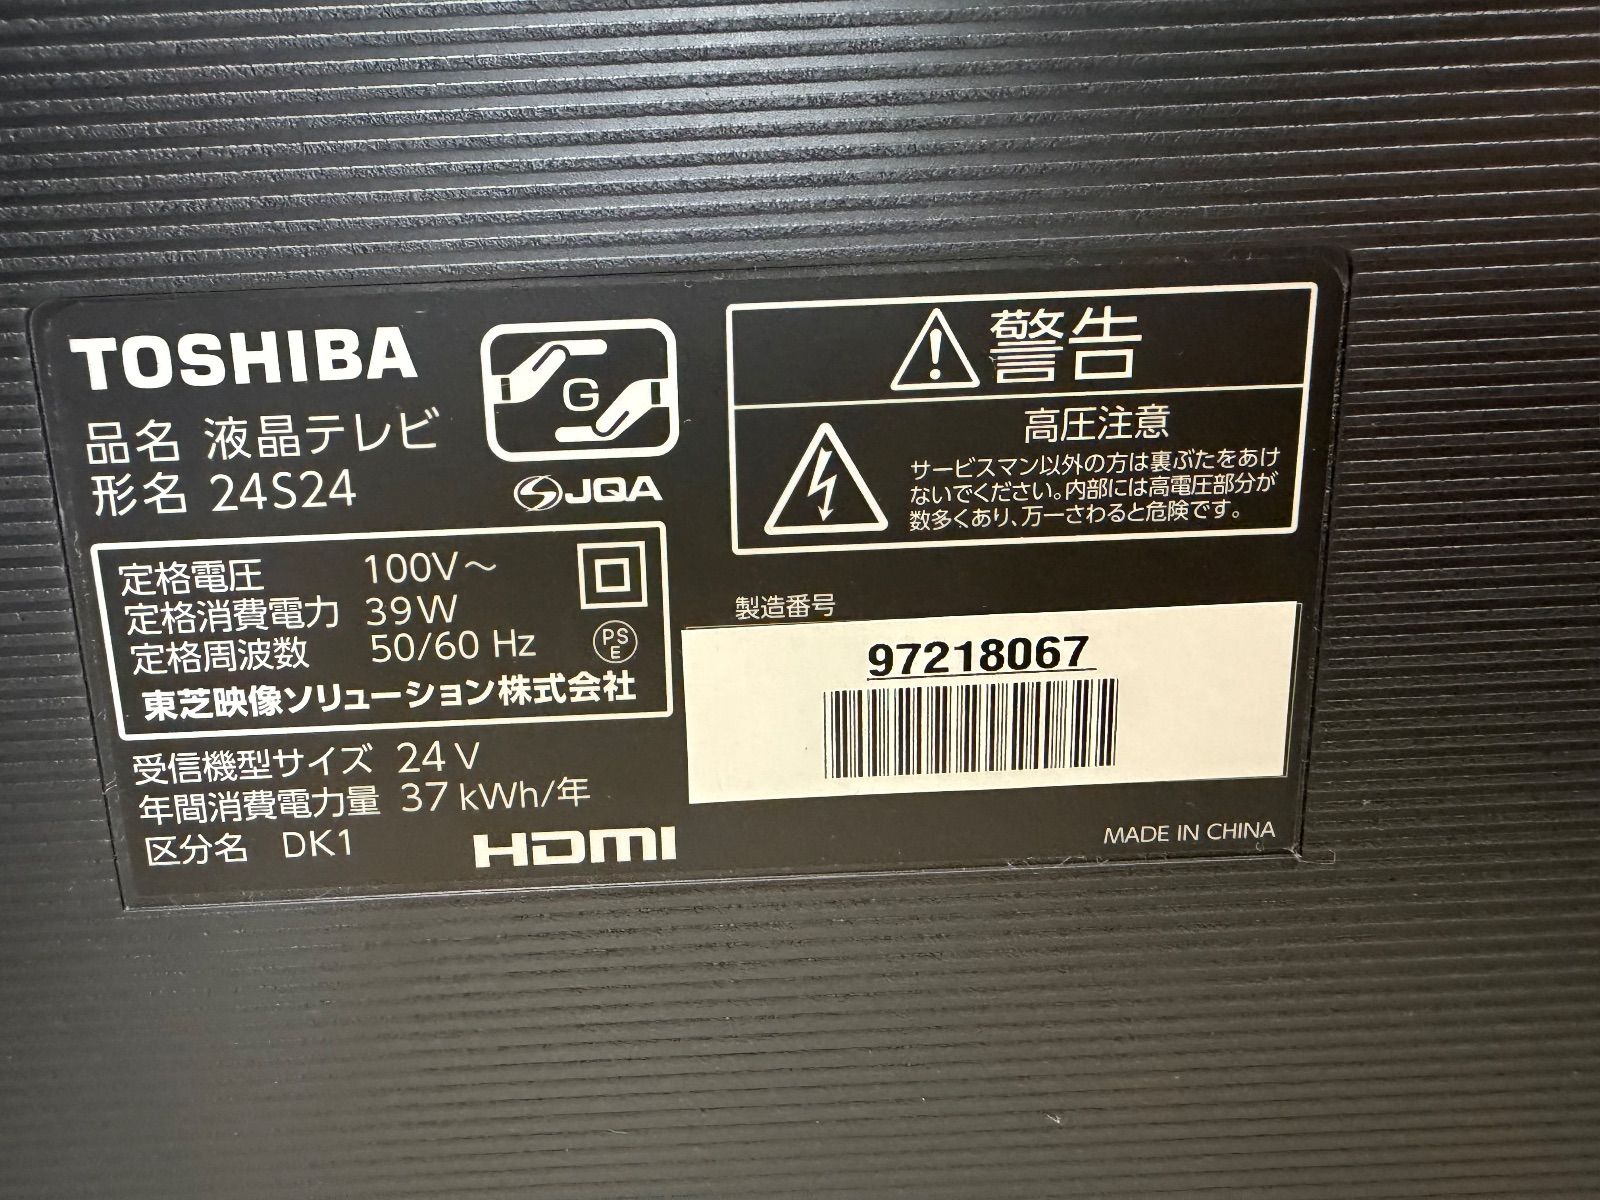 TOSHIBA
品名 液晶テレビ
形名 24S24
G
JQA
定格電圧 100V～
定格消費電力 39W
定格周波数 50/60 Hz
PS
E
東芝映像ソリューション株式会社
受信機型サイズ 24V
年間消費電力量 37kWh/年
区分名 DK1
HDMI
警告
高圧注意
サービスマン以外の方は裏ぶたをあけ
ないでください。内部には高電圧部分が
数多くあり、万一さわると危険です。
製造番号
97218067
MADE IN CHINA